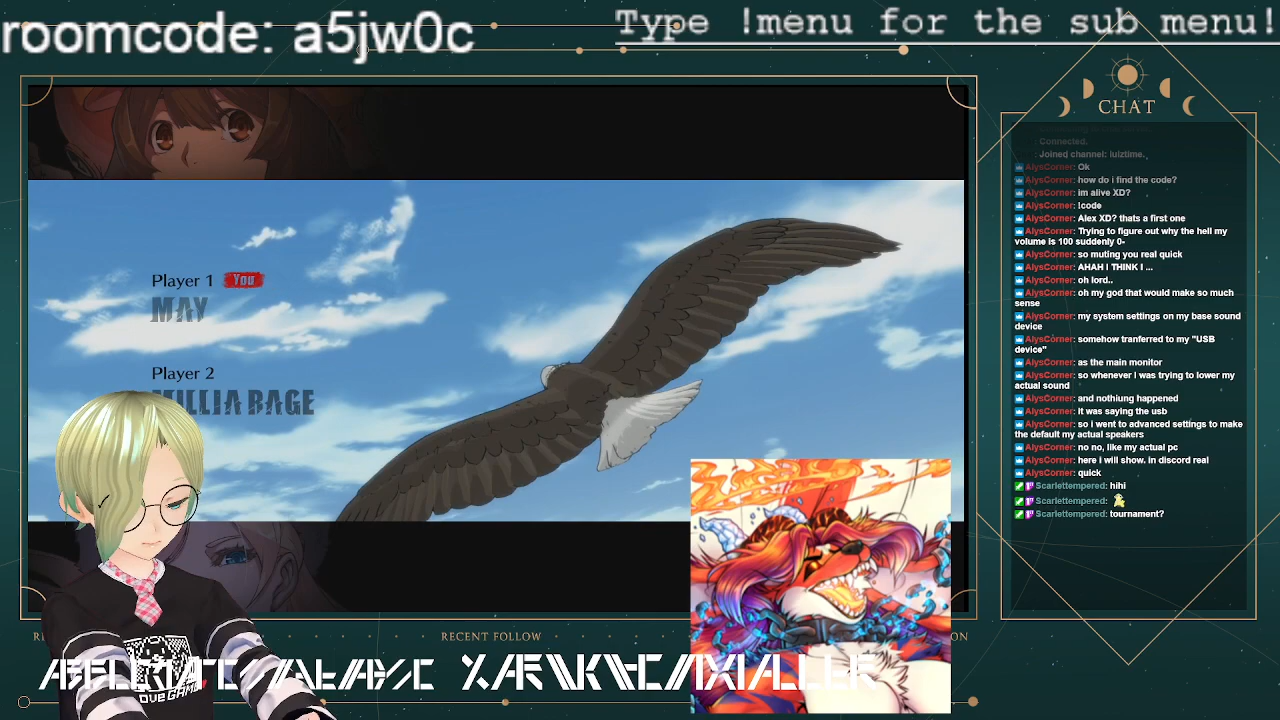 roomcode: a5jw0c
Type !menu for the sub menu!
CHAT
Connected.
Joined channel: lulztime.
AlysCorner: Ok
AlysCorner: how do i find the code?
AlysCorner: im alive XD?
AlysCorner: !code
AlysCorner: Alex XD? thats a first one
AlysCorner: Trying to figure out why the hell my
volume is 100 suddenly 0-
AlysCorner: so muting you real quick
AlysCorner: AHAH I THINK I ...
AlysCorner: oh lord..
AlysCorner: oh my god that would make so much
sense
AlysCorner: my system settings on my base sound
device
AlysCorner: somehow tranferred to my "USB
device"
AlysCorner: as the main monitor
AlysCorner: so whenever I was trying to lower my
actual sound
AlysCorner: and nothiung happened
AlysCorner: it was saying the usb
AlysCorner: so i went to advanced settings to make
the default my actual speakers
AlysCorner: no no, like my actual pc
AlysCorner: here i will show. in discord real
AlysCorner: quick
Scarlettempered: hihi
Scarlettempered:
Scarlettempered: tournament?
Player 1 You
MAY
Player 2
MILLIA RAGE
RECENT FOLLOW